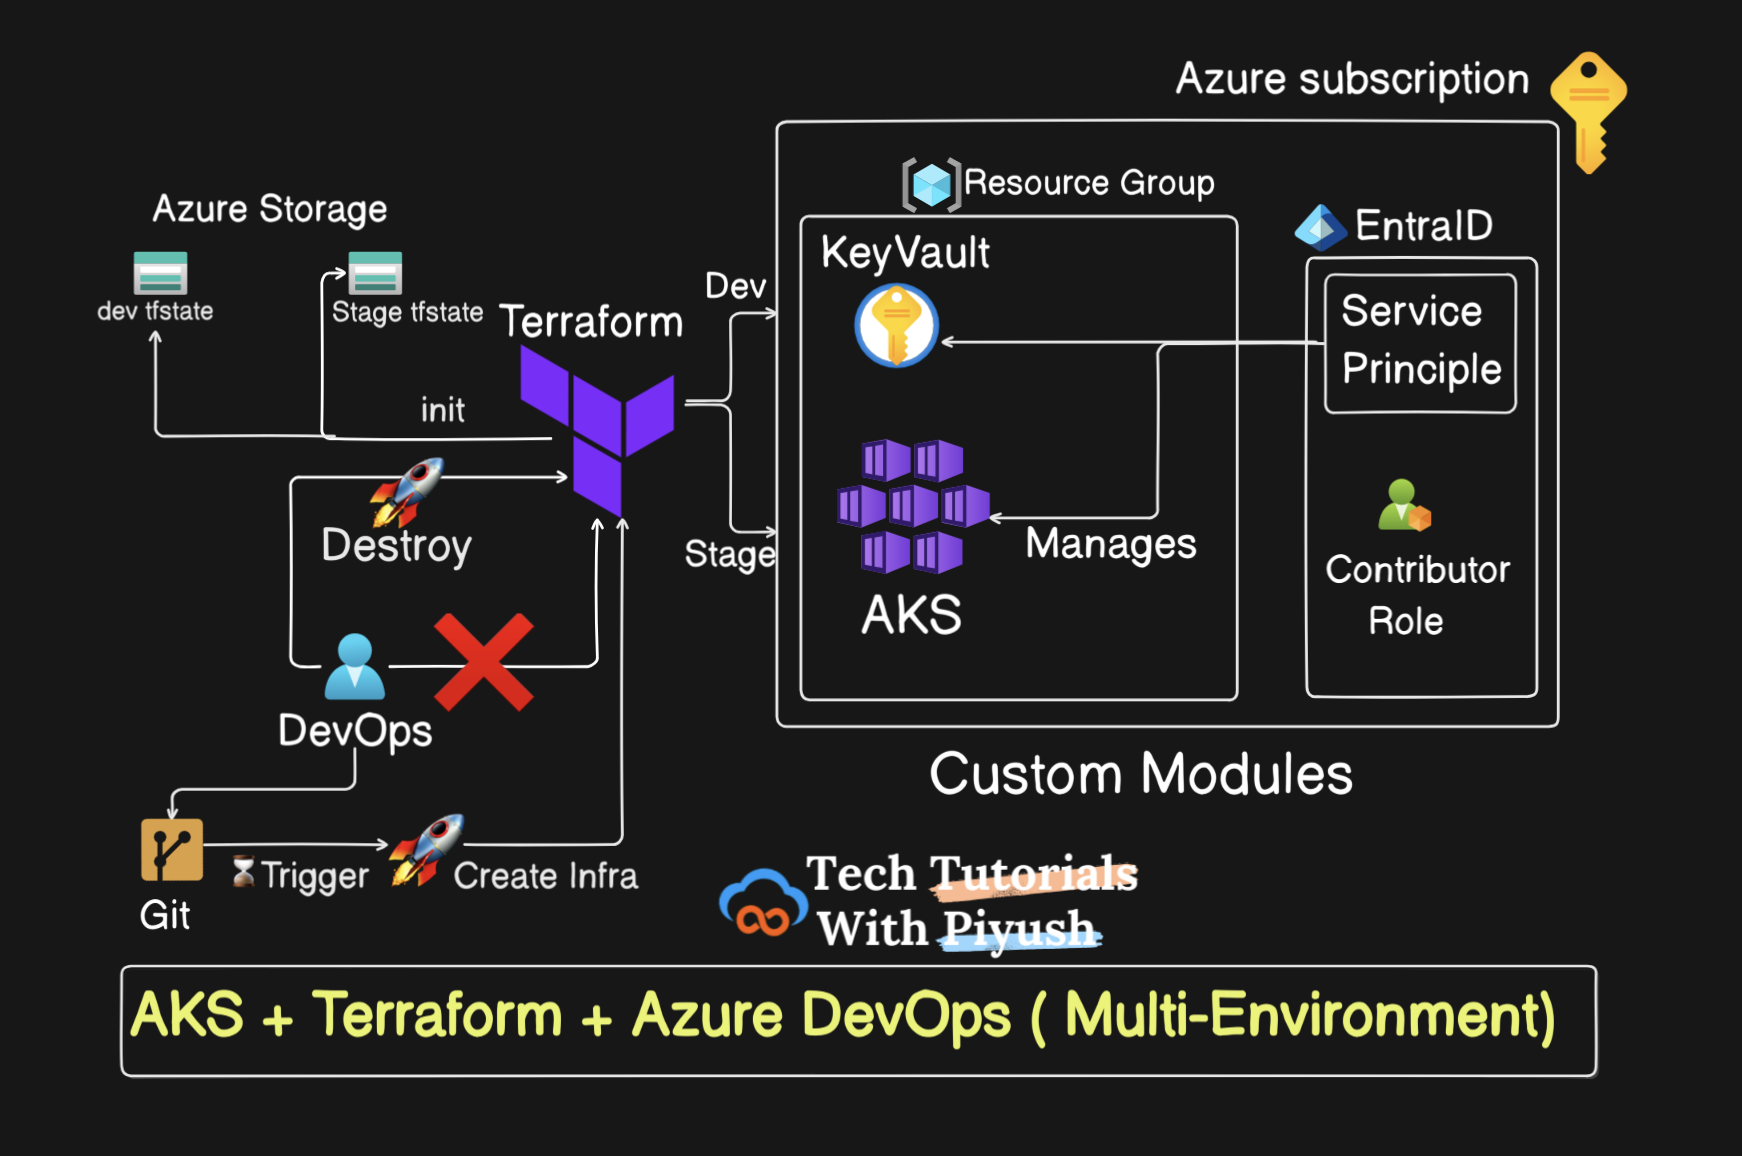 Azure subscription
Resource Group
Azure Storage
EntraID
KeyVault
Dev
dev tfstate
Stage tfstate
Terraform
Service
Principle
init
Destroy
Stage
Manages
Contributor
Role
AKS
DevOps
Custom Modules
Trigger
Create Infra
Git
Tech Tutorials
With Piyush
AKS + Terraform + Azure DevOps ( Multi-Environment)